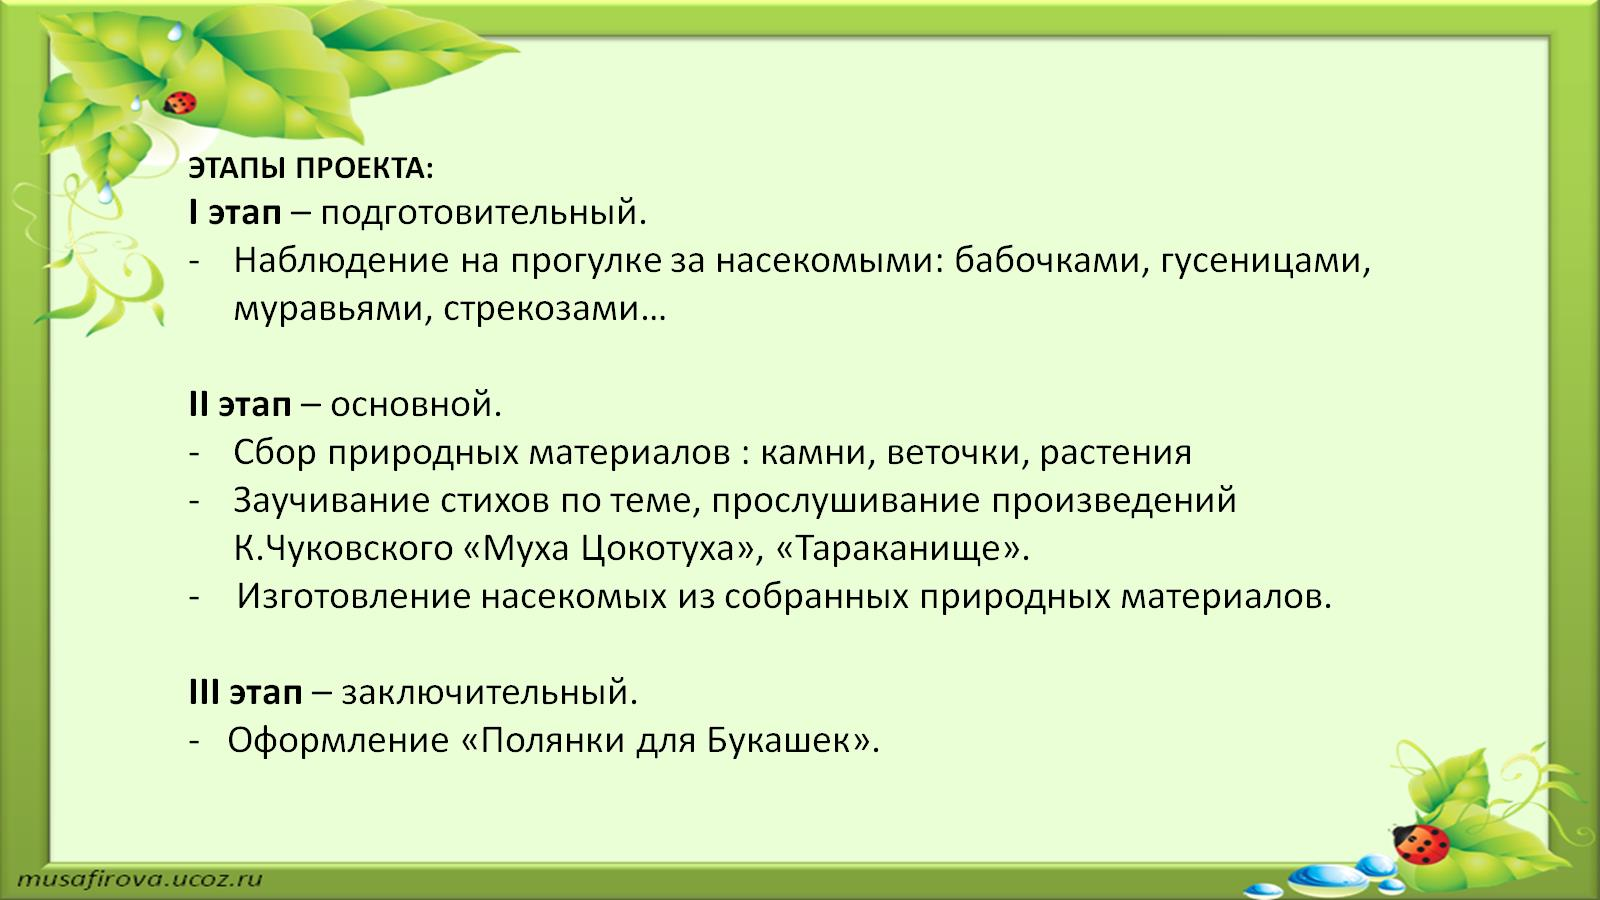 ЭТАПЫ ПРОЕКТА:
I этап – подготовительный.
- Наблюдение на прогулке за насекомыми: бабочками, гусеницами,
муравьями, стрекозами…
II этап – основной.
- Сбор природных материалов : камни, веточки, растения
- Заучивание стихов по теме, прослушивание произведений
К.Чуковского «Муха Цокотуха», «Тараканище».
- Изготовление насекомых из собранных природных материалов.
III этап – заключительный.
- Оформление «Полянки для Букашек».
musafirova.ucoz.ru